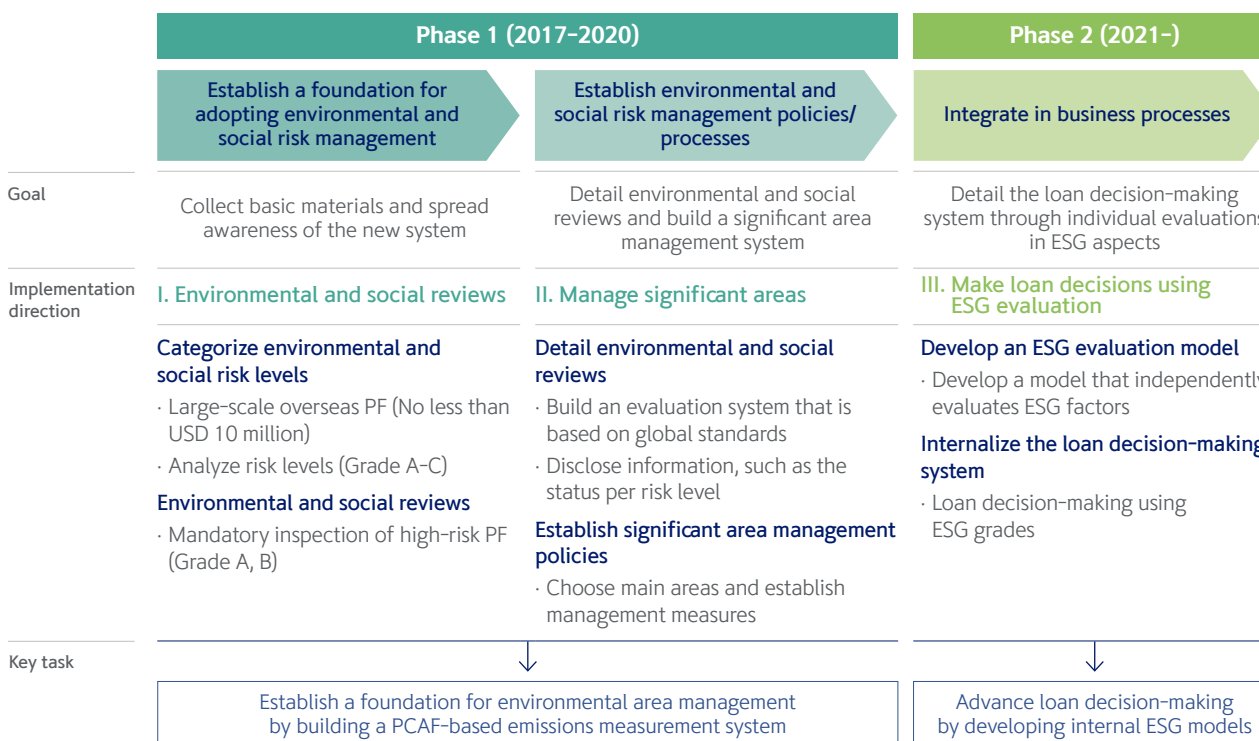 Phase 1 (2017-2020)
Phase 2 (2021-)
Establish a foundation for
adopting environmental and
social risk management
Establish environmental and
social risk management policies/
processes
Integrate in business processes
Goal
Collect basic materials and spread
awareness of the new system
Detail environmental and social
reviews and build a significant area
management system
Detail the loan decision-making
system through individual evaluations
in ESG aspects
Implementation
direction
I. Environmental and social reviews
II. Manage significant areas
III. Make loan decisions using
ESG evaluation
Categorize environmental and
social risk levels
· Large-scale overseas PF (No less than
USD 10 million)
· Analyze risk levels (Grade A-C)
Environmental and social reviews
· Mandatory inspection of high-risk PF
(Grade A, B)
Detail environmental and social
reviews
· Build an evaluation system that is
based on global standards
· Disclose information, such as the
status per risk level
Establish significant area management
policies
· Choose main areas and establish
management measures
Develop an ESG evaluation model
· Develop a model that independently
evaluates ESG factors
Internalize the loan decision-making
system
· Loan decision-making using
ESG grades
Key task
Establish a foundation for environmental area management
by building a PCAF-based emissions measurement system
Advance loan decision-making
by developing internal ESG models